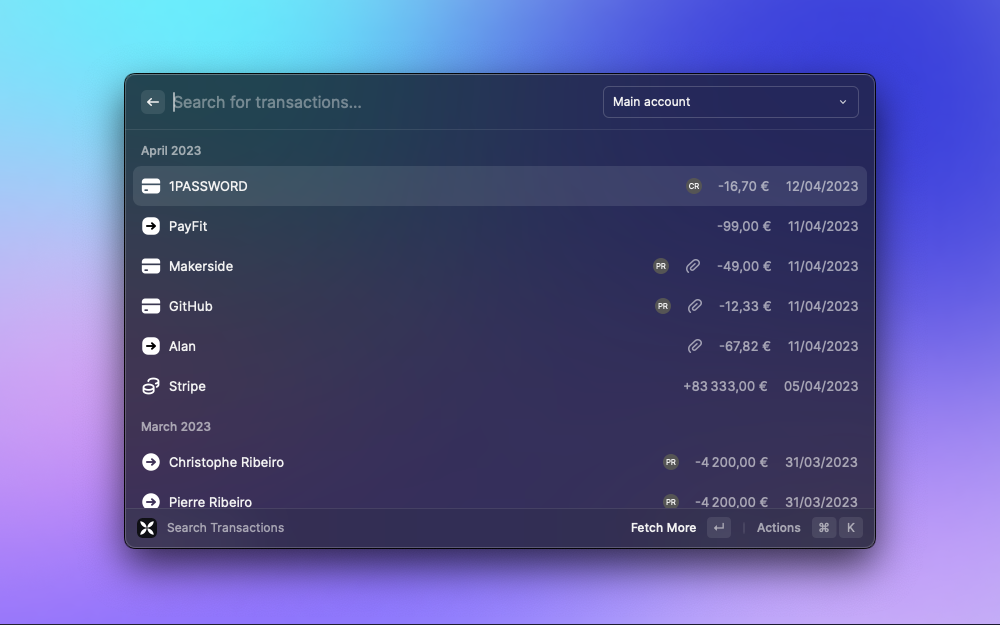 Search for transactions...
Main account
April 2023
1PASSWORD CR -16,70 € 12/04/2023
PayFit -99,00 € 11/04/2023
Makerside PR -49,00 € 11/04/2023
GitHub PR -12,33 € 11/04/2023
Alan -67,82 € 11/04/2023
Stripe +83 333,00 € 05/04/2023
March 2023
Christophe Ribeiro PR -4 200,00 € 31/03/2023
Pierre Ribeiro PR -4 200,00 € 31/03/2023
Search Transactions Fetch More ↵ Actions ⌘ K